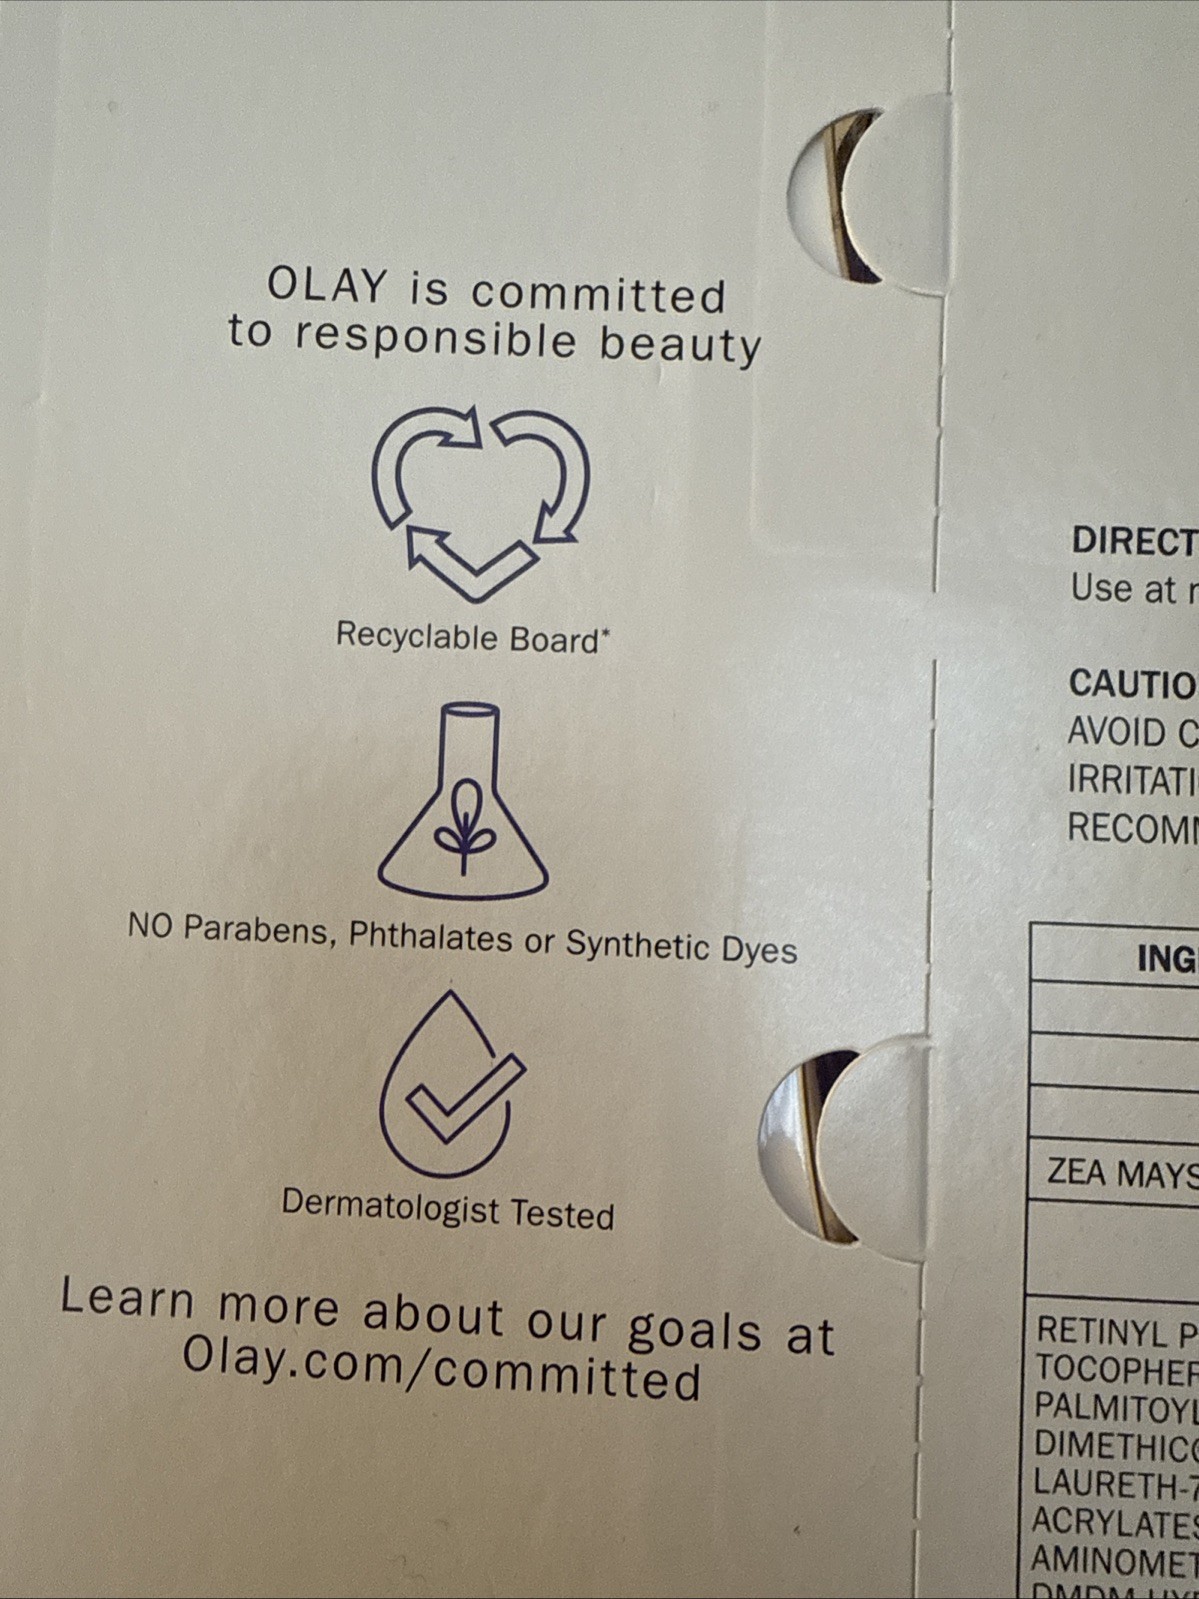 OLAY is committed
to responsible beauty
Recyclable Board*
NO Parabens, Phthalates or Synthetic Dyes
Dermatologist Tested
Learn more about our goals at
Olay.com/committed
DIRECT
Use at
CAUTIO
AVOID C
IRRITATI
RECOM
ING
ZEA MAYS
RETINYL P
TOCOPHER
PALMITOYL
DIMETHIC
LAURETH-7
ACRYLATES
AMINOMET